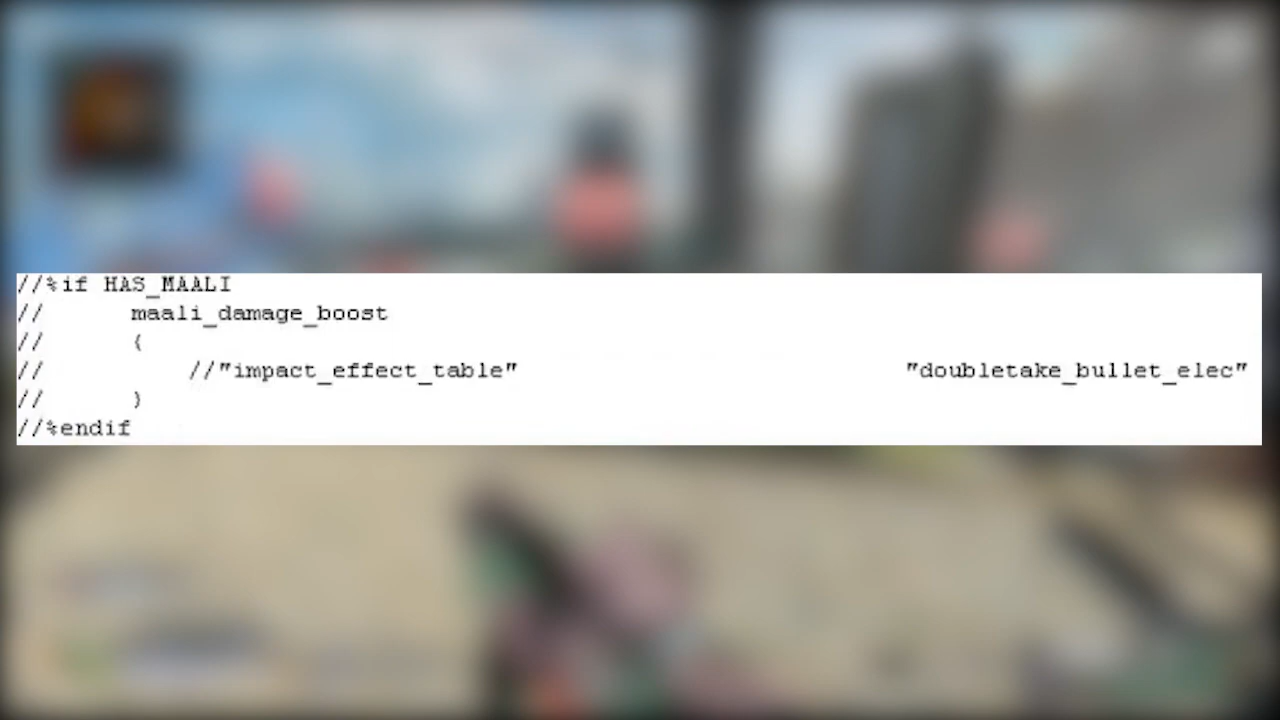 //%if HAS_MAALI
// maali_damage_boost
// {
// //"impact_effect_table" "doubletake_bullet_elec"
// }
//%endif